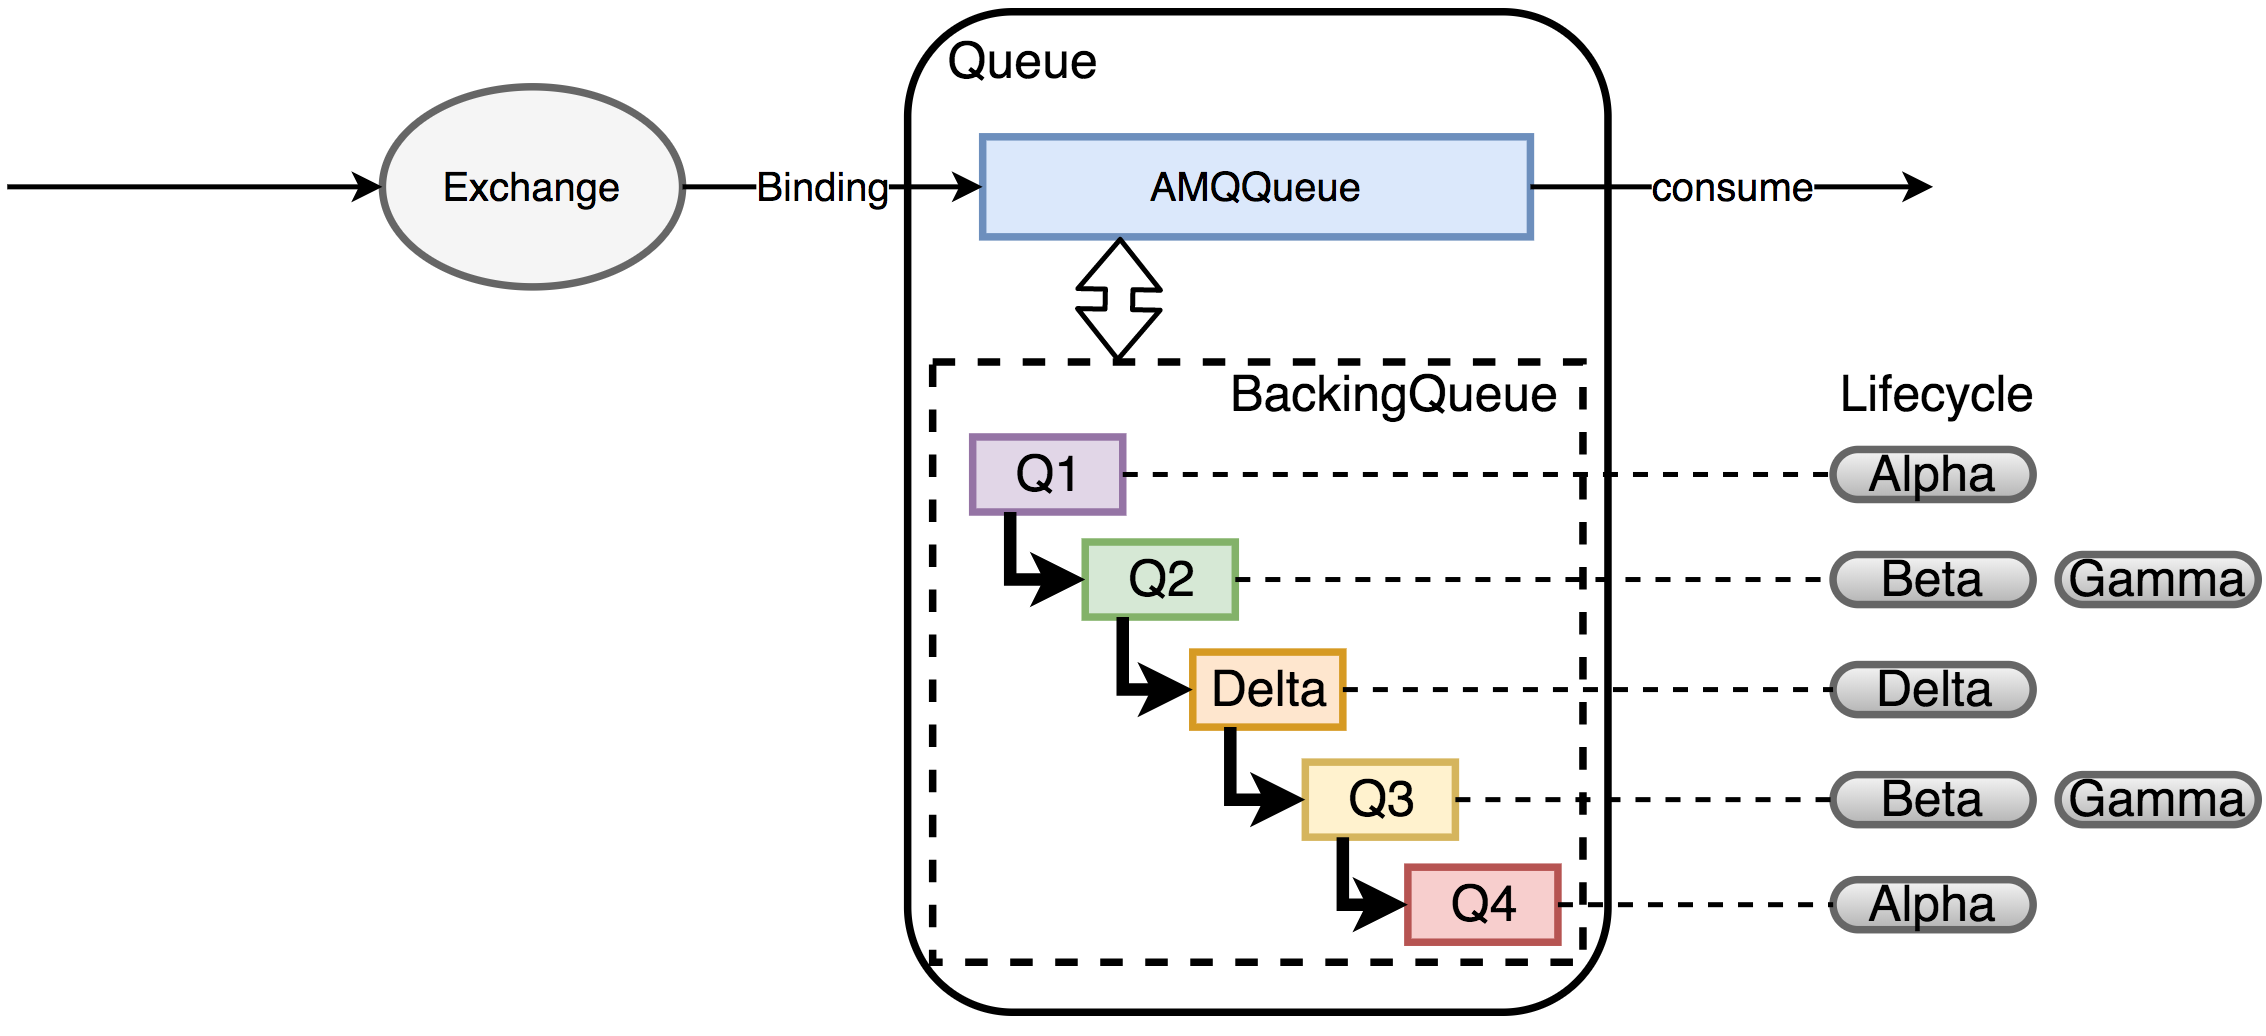 Queue
Exchange
Binding
AMQQueue
consume
BackingQueue
Lifecycle
Q1
Alpha
Q2
Beta
Gamma
Delta
Delta
Q3
Beta
Gamma
Q4
Alpha